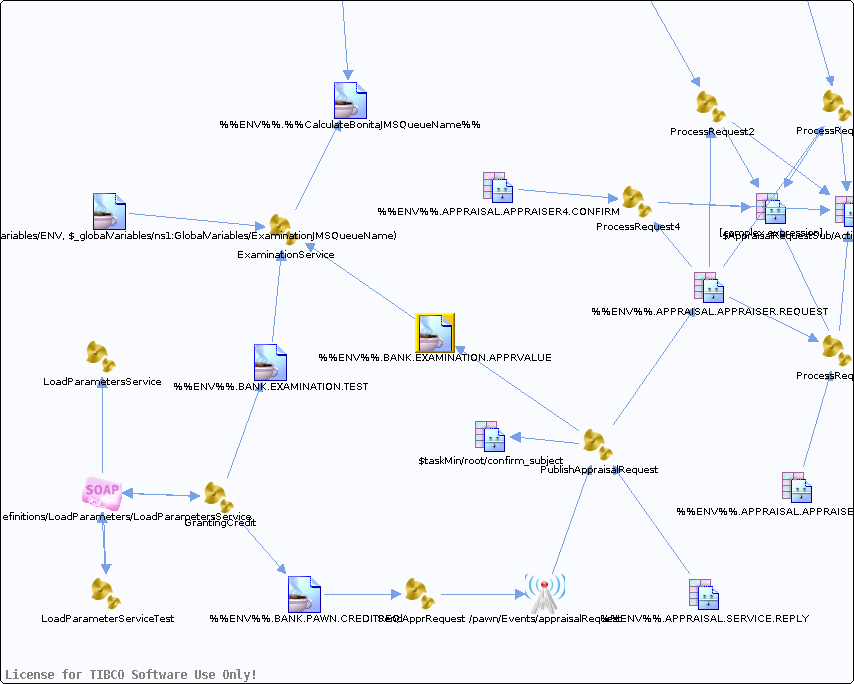 %%ENV%%.%%CalculateBonitaJMSQueueName%%
ProcessRequest2
ProcessReq
%%ENV%%.APPRAISAL.APPRAISER4.CONFIRM
ProcessRequest4
ariables/ENV, $_globalVariables/ns1:GlobalVariables/ExaminationJMSQueueName)
[complex expression]
$AppraisalRequestSub/Acti
ExaminationService
%%ENV%%.APPRAISAL.APPRAISER.REQUEST
%%ENV%%.BANK.EXAMINATION.APPRVALUE
ProcessReq
LoadParametersService
%%ENV%%.BANK.EXAMINATION.TEST
$taskMin/root/confirm_subject
PublishAppraisalRequest
SOAP
efinitions/LoadParameters/LoadParametersService
GrantingCredit
%%ENV%%.APPRAISAL.APPRAISE
LoadParameterServiceTest
%%ENV%%.BANK.PAWN.CREDIT
ApprRequest
/pawn/Events/appraisalRequest
%%ENV%%.APPRAISAL.SERVICE.REPLY
License for TIBCO Software Use Only!